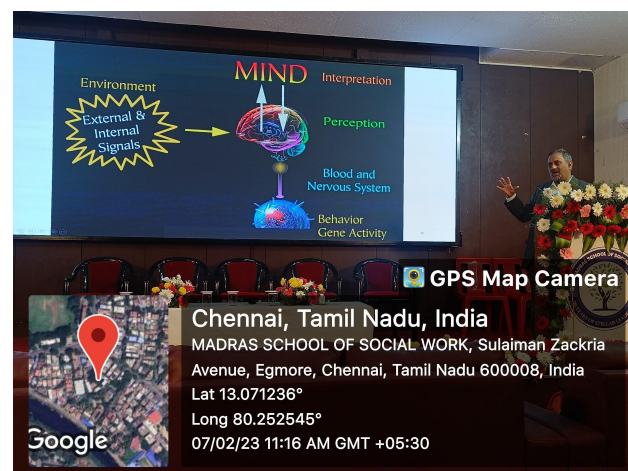 MIND
Interpretation
Environment
External &
Internal
Signals
Perception
Blood and
Nervous System
Behavior
Gene Activity
SCHOOL OF
GPS Map Camera
Chennai, Tamil Nadu, India
MADRAS SCHOOL OF SOCIAL WORK, Sulaiman Zackria
Avenue, Egmore, Chennai, Tamil Nadu 600008, India
Lat 13.071236°
Long 80.252545°
07/02/23 11:16 AM GMT +05:30
Google